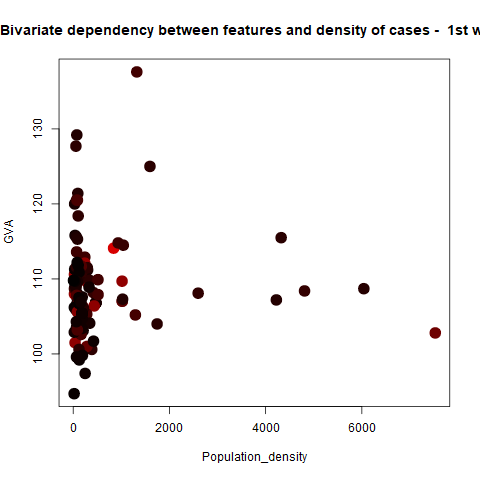 Bivariate dependency between features and density of cases - 1st w
130
120
110
100
GVA
0 2000 4000 6000
Population_density